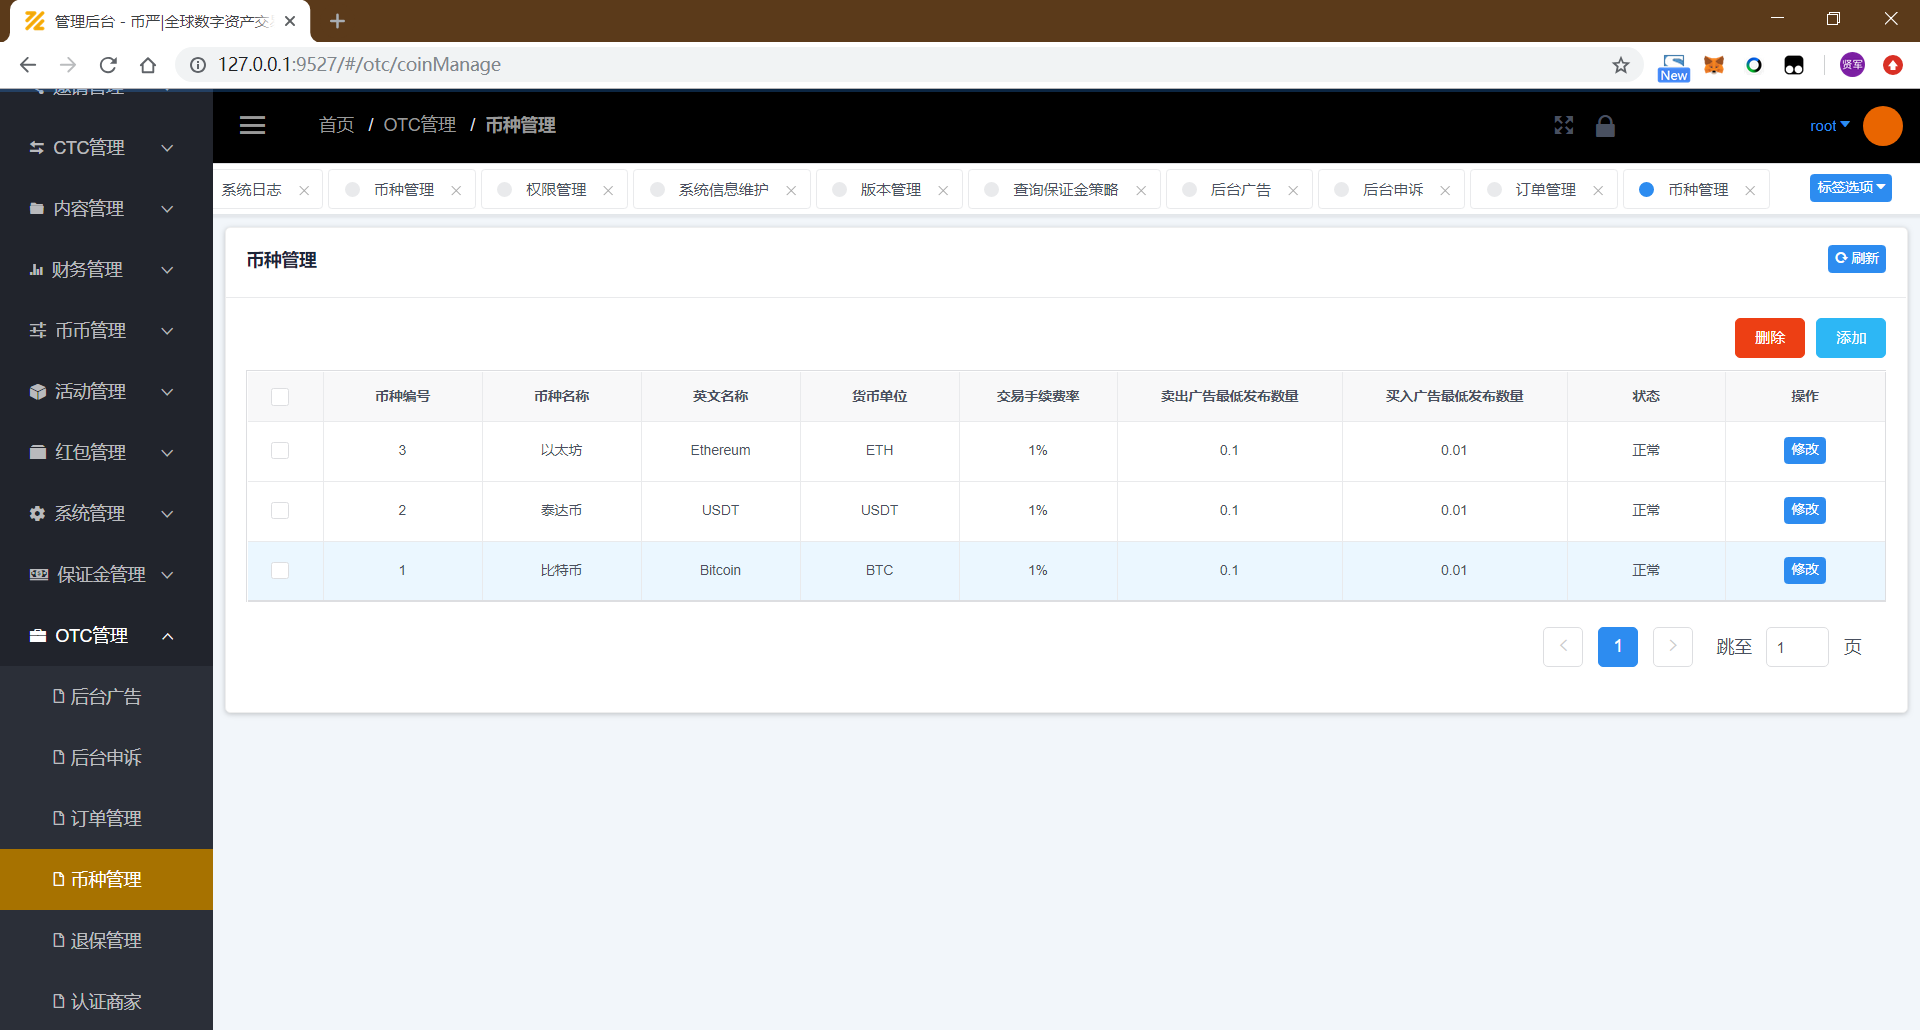 管理后台 - 币严|全球数字资产交
127.0.0.1:9527/#/otc/coinManage
New
贤军
邀请管理
CTC管理
内容管理
财务管理
币币管理
活动管理
红包管理
系统管理
保证金管理
OTC管理
后台广告
后台申诉
订单管理
币种管理
退保管理
认证商家
首页 / OTC管理 / 币种管理
root
系统日志 币种管理 权限管理 系统信息维护 版本管理 查询保证金策略 后台广告 后台申诉 订单管理 币种管理 标签选项
币种管理
刷新
删除 添加
币种编号 币种名称 英文名称 货币单位 交易手续费率 卖出广告最低发布数量 买入广告最低发布数量 状态 操作
3 以太坊 Ethereum ETH 1% 0.1 0.01 正常 修改
2 泰达币 USDT USDT 1% 0.1 0.01 正常 修改
1 比特币 Bitcoin BTC 1% 0.1 0.01 正常 修改
1 跳至 1 页